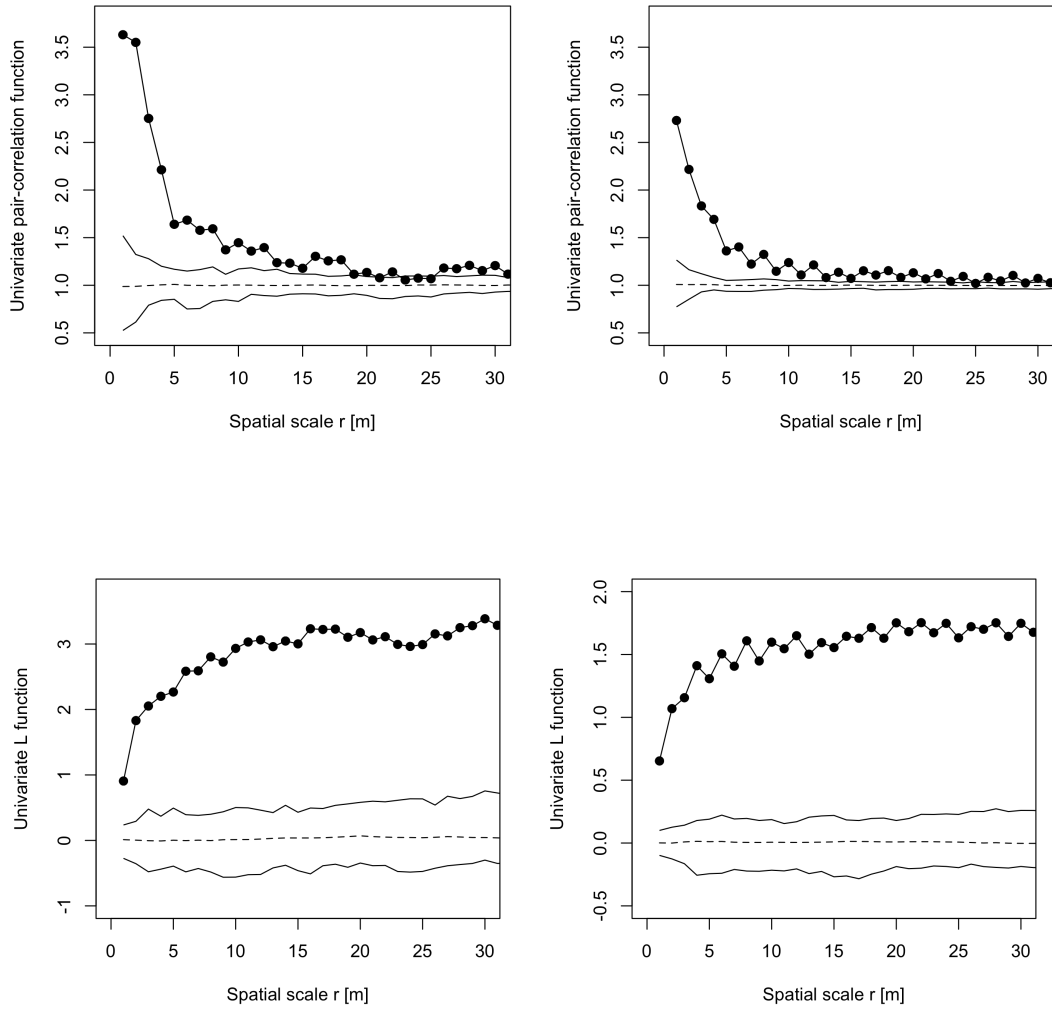 Univariate pair-correlation function
3.5
3.0
2.5
2.0
1.5
1.0
0.5
0 5 10 15 20 25 30
Spatial scale r [m]
Univariate pair-correlation function
3.5
3.0
2.5
2.0
1.5
1.0
0.5
0 5 10 15 20 25 30
Spatial scale r [m]
Univariate L function
3
2
1
0
-1
0 5 10 15 20 25 30
Spatial scale r [m]
Univariate L function
2.0
1.5
1.0
0.5
0.0
-0.5
0 5 10 15 20 25 30
Spatial scale r [m]